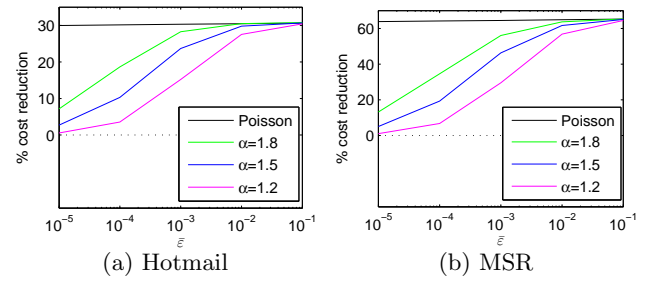 % cost reduction
30
20
10
0
Poisson
α=1.8
α=1.5
α=1.2
10⁻⁵ 10⁻⁴ 10⁻³ 10⁻² 10⁻¹
ε̄
(a) Hotmail
% cost reduction
60
40
20
0
Poisson
α=1.8
α=1.5
α=1.2
10⁻⁵ 10⁻⁴ 10⁻³ 10⁻² 10⁻¹
ε̄
(b) MSR